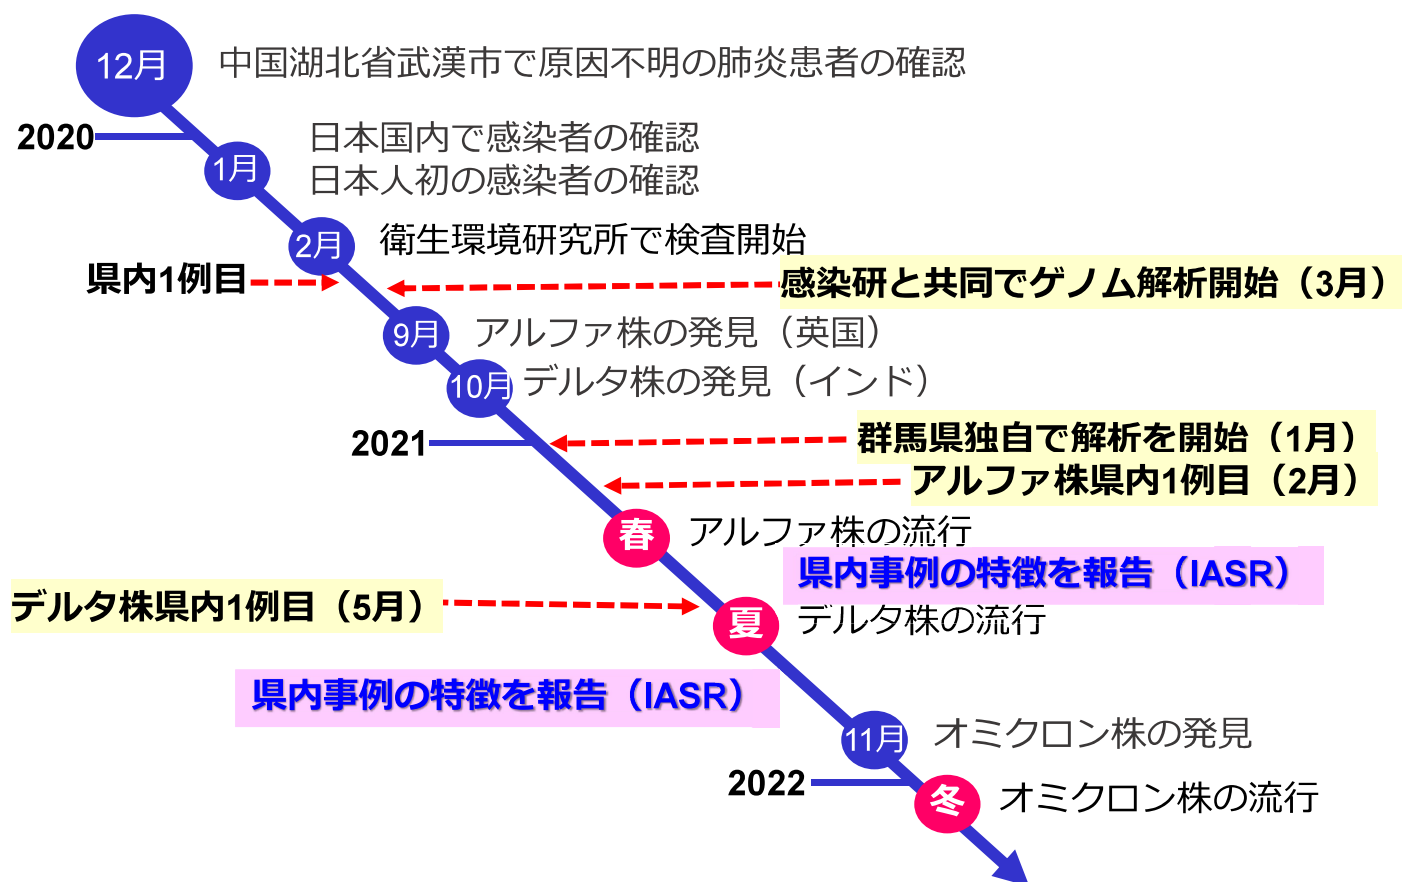 12月
中国湖北省武漢市で原因不明の肺炎患者の確認
2020
1月
日本国内で感染者の確認
日本人初の感染者の確認
2月
衛生環境研究所で検査開始
県内1例目
感染研と共同でゲノム解析開始（3月）
9月
アルファ株の発見（英国）
10月
デルタ株の発見（インド）
2021
群馬県独自で解析を開始（1月）
アルファ株県内1例目（2月）
春
アルファ株の流行
県内事例の特徴を報告（IASR）
デルタ株県内1例目（5月）
夏
デルタ株の流行
県内事例の特徴を報告（IASR）
11月
オミクロン株の発見
2022
冬
オミクロン株の流行